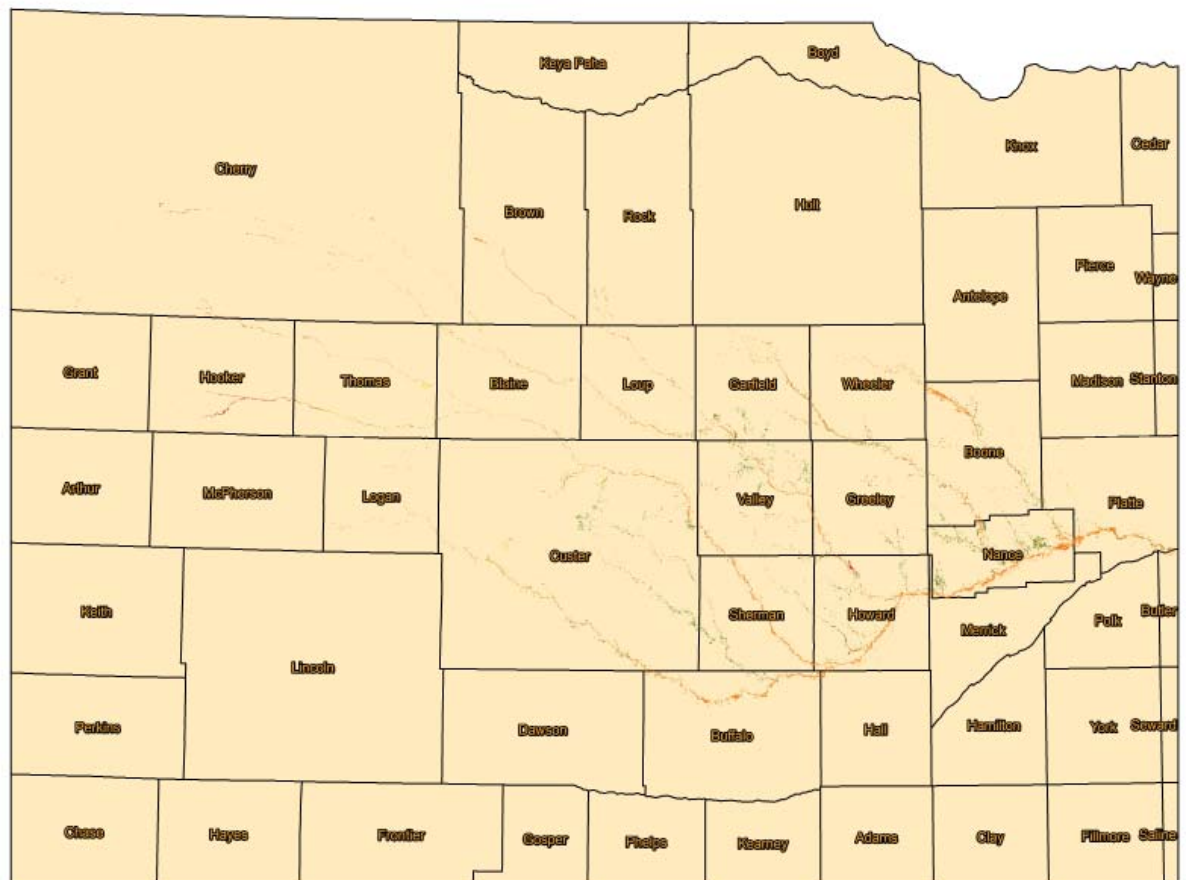 Boyd
Keya Paha
Knox
Cedar
Cherry
Brown
Rock
Holt
Pierce
Wayne
Antelope
Grant
Hooker
Thomas
Blaine
Loup
Garfield
Wheeler
Madison
Stanton
Boone
Arthur
McPherson
Logan
Valley
Greeley
Platte
Custer
Nance
Keith
Sherman
Howard
Merrick
Polk
Butler
Lincoln
Perkins
Dawson
Buffalo
Hall
Hamilton
York
Seward
Chase
Hayes
Frontier
Gosper
Phelps
Kearney
Adams
Clay
Fillmore
Saline